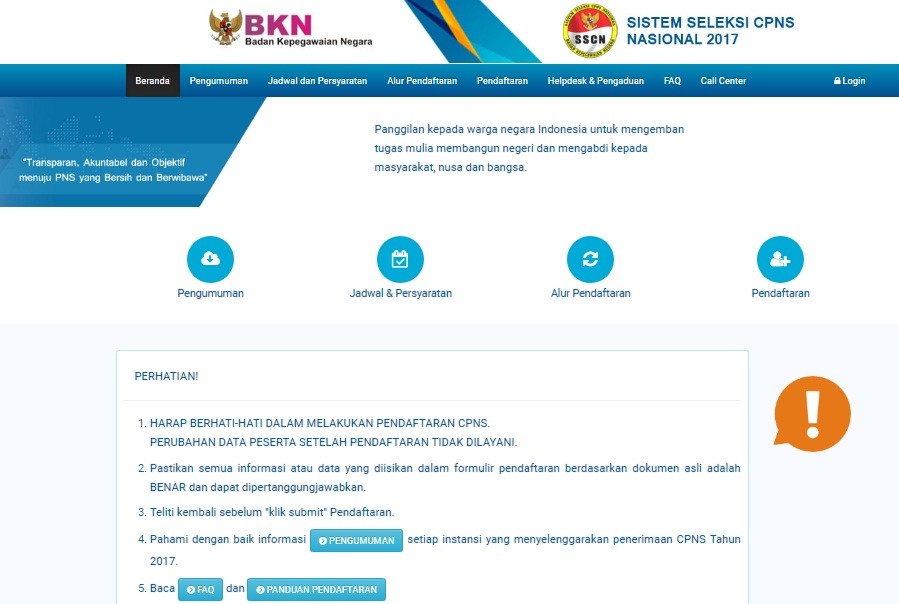 BKN
Badan Kepegawaian Negara
SSCN
SISTEM SELEKSI CPNS
NASIONAL 2017
Beranda Pengumuman Jadwal dan Persyaratan Alur Pendaftaran Pendaftaran Helpdesk & Pengaduan FAQ Call Center Login
"Transparan, Akuntabel dan Objektif
menuju PNS yang Bersih dan Berwibawa"
Panggilan kepada warga negara Indonesia untuk mengemban
tugas mulia membangun negeri dan mengabdi kepada
masyarakat, nusa dan bangsa.
Pengumuman Jadwal & Persyaratan Alur Pendaftaran Pendaftaran
PERHATIAN!
1. HARAP BERHATI-HATI DALAM MELAKUKAN PENDAFTARAN CPNS.
PERUBAHAN DATA PESERTA SETELAH PENDAFTARAN TIDAK DILAYANI.
2. Pastikan semua informasi atau data yang diisikan dalam formulir pendaftaran berdasarkan dokumen asli adalah
BENAR dan dapat dipertanggungjawabkan.
3. Teliti kembali sebelum "klik submit" Pendaftaran.
4. Pahami dengan baik informasi PENGUMUMAN setiap instansi yang menyelenggarakan penerimaan CPNS Tahun
2017.
5. Baca FAQ dan PANDUAN PENDAFTARAN